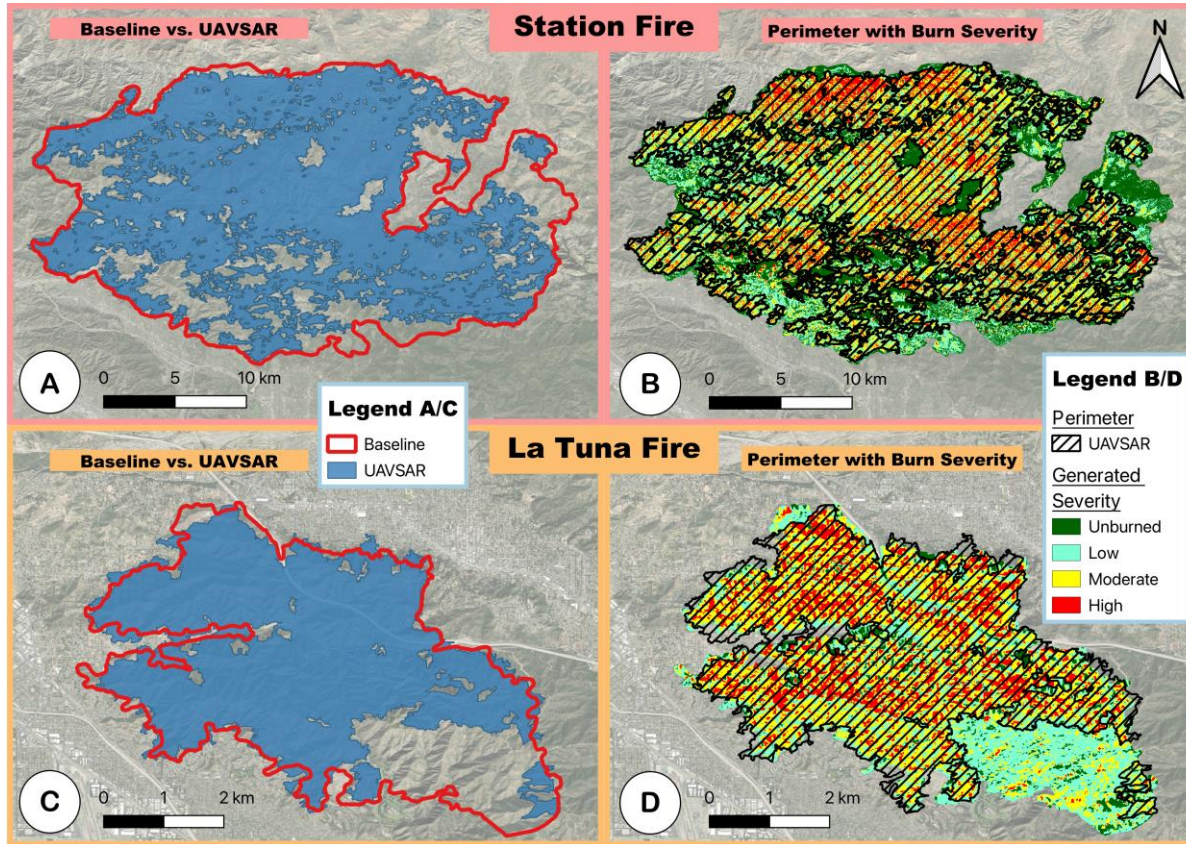 Station Fire
Baseline vs. UAVSAR
Perimeter with Burn Severity
N
A
0 5 10 km
B
0 5 10 km
Legend A/C
Baseline
UAVSAR
Legend B/D
Perimeter
UAVSAR
Generated
Severity
Unburned
Low
Moderate
High
La Tuna Fire
Baseline vs. UAVSAR
Perimeter with Burn Severity
C
0 1 2 km
D
0 1 2 km